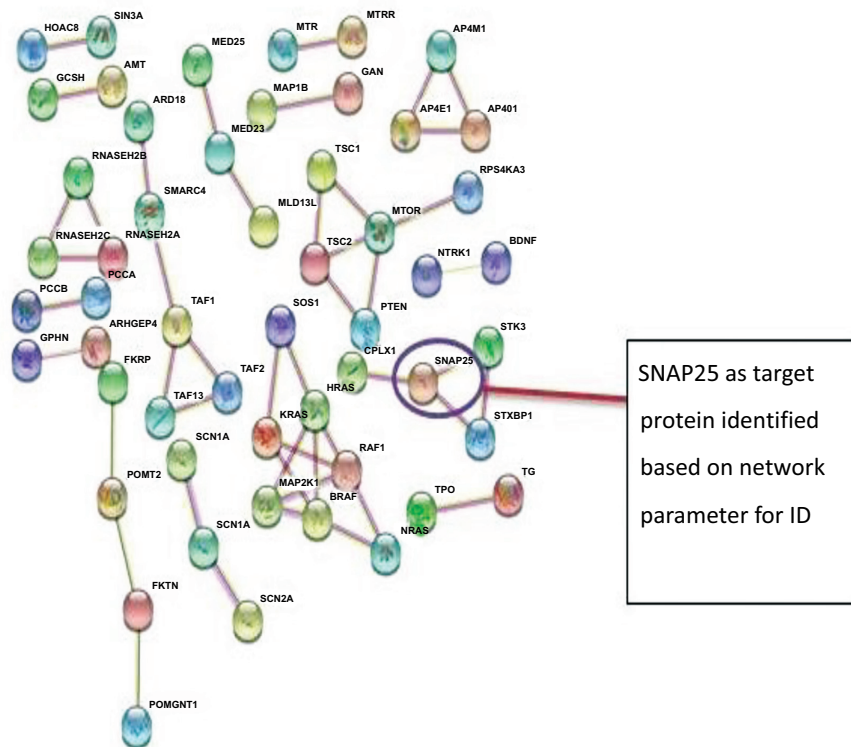 HOAC8
SIN3A
MED25
MTR
MTRR
AP4M1
GCSH
AMT
MAP1B
GAN
ARD18
AP4E1
AP401
MED23
RNASEH2B
TSC1
RPS4KA3
SMARC4
MLD13L
MTOR
RNASEH2C
RNASEH2A
TSC2
NTRK1
BDNF
PCCB
PCCA
PTEN
SOS1
TAF1
STK3
GPHN
ARHGEP4
CPLX1
SNAP25
FKRP
TAF2
HRAS
TAF13
KRAS
STXBP1
SCN1A
RAF1
MAP2K1
BRAF
TPO
TG
POMT2
SCN1A
NRAS
FKTN
SCN2A
POMGNT1
SNAP25 as target
protein identified
based on network
parameter for ID